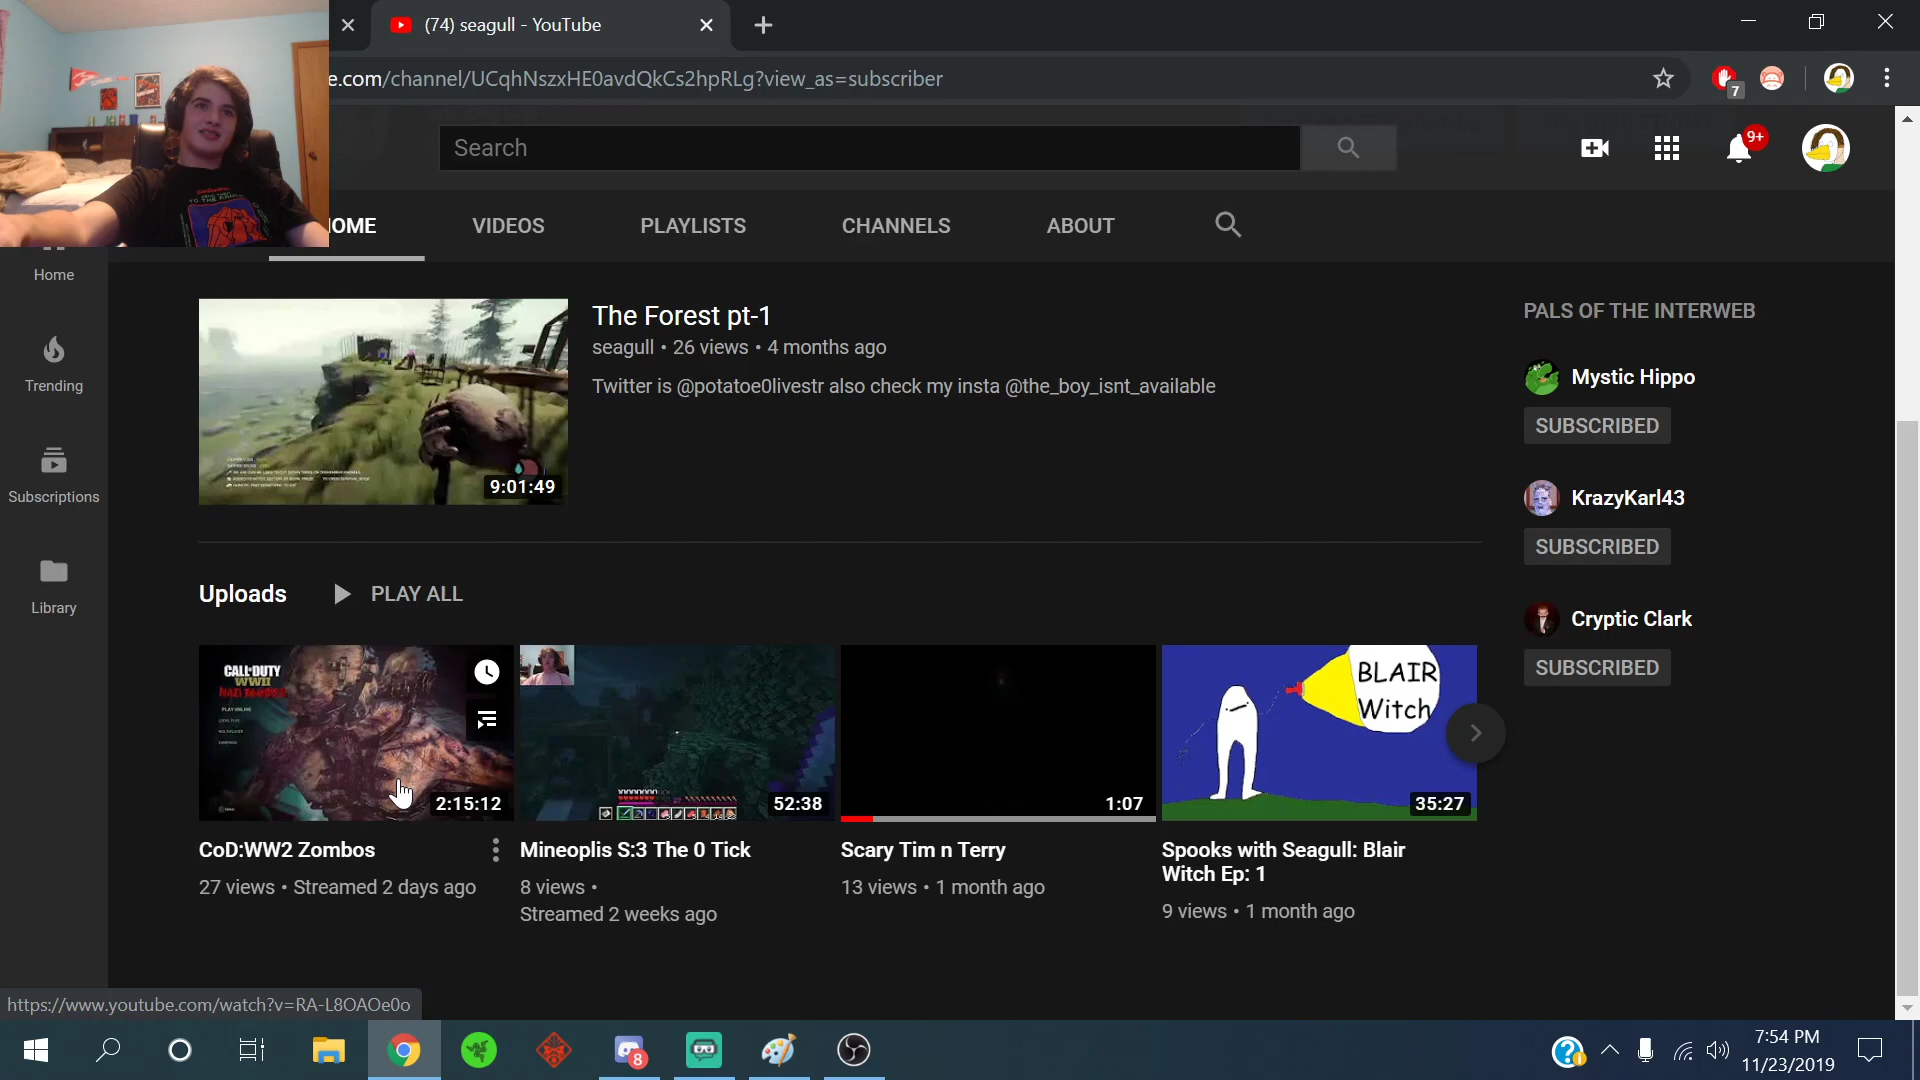 (74) seagull - YouTube
e.com/channel/UCqhNszxHE0avdQkCs2hpRLg?view_as=subscriber
7
Search
9+
OME
VIDEOS
PLAYLISTS
CHANNELS
ABOUT
Home
Trending
Subscriptions
Library
The Forest pt-1
seagull • 26 views • 4 months ago
Twitter is @potatoe0livestr also check my insta @the_boy_isnt_available
9:01:49
PALS OF THE INTERWEB
Mystic Hippo
SUBSCRIBED
KrazyKarl43
SUBSCRIBED
Cryptic Clark
SUBSCRIBED
Uploads
PLAY ALL
CALL OF DUTY
WWII
2:15:12
CoD:WW2 Zombos
27 views • Streamed 2 days ago
52:38
Mineoplis S:3 The 0 Tick
8 views •
Streamed 2 weeks ago
1:07
Scary Tim n Terry
13 views • 1 month ago
BLAIR
Witch
35:27
Spooks with Seagull: Blair
Witch Ep: 1
9 views • 1 month ago
https://www.youtube.com/watch?v=RA-L8OAOe0o
8
7:54 PM
11/23/2019